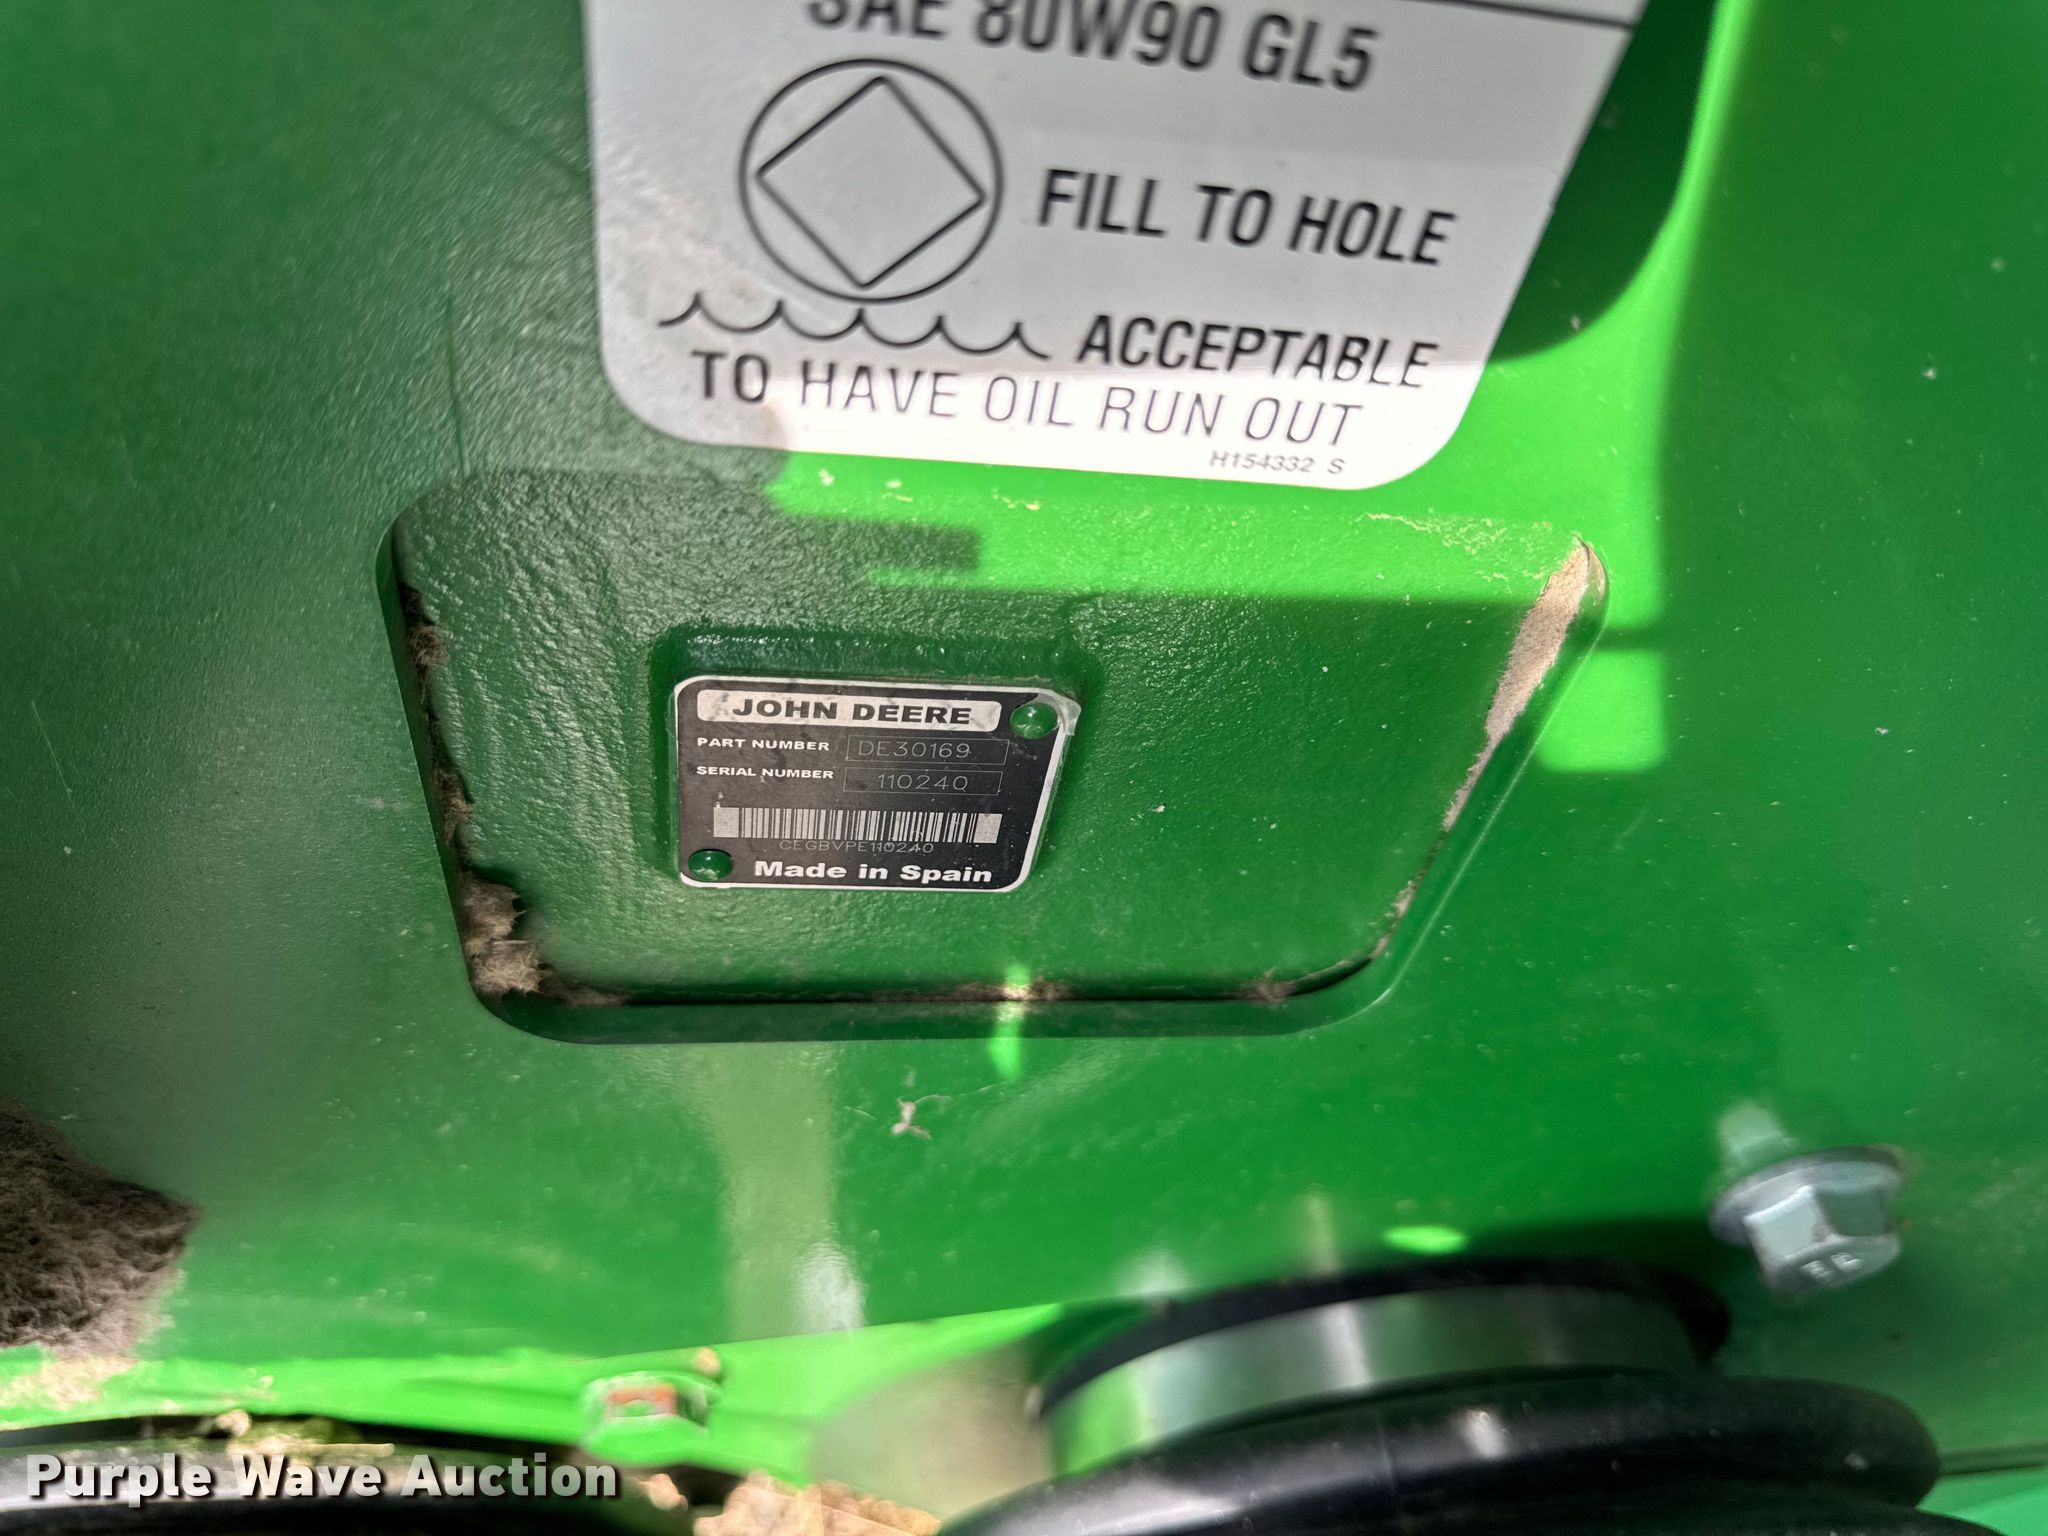 SAE 80W90 GL5
FILL TO HOLE
ACCEPTABLE
TO HAVE OIL RUN OUT
H154332 S
JOHN DEERE
PART NUMBER DE30169
SERIAL NUMBER 110240
CEGBVPE110240
Made in Spain
Purple Wave Auction